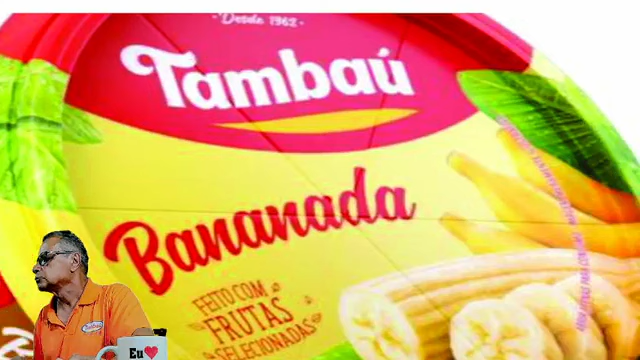 Desde 1962
Tambaú
Bananada
FEITO COM
FRUTAS
SELECIONADAS
Eu❤